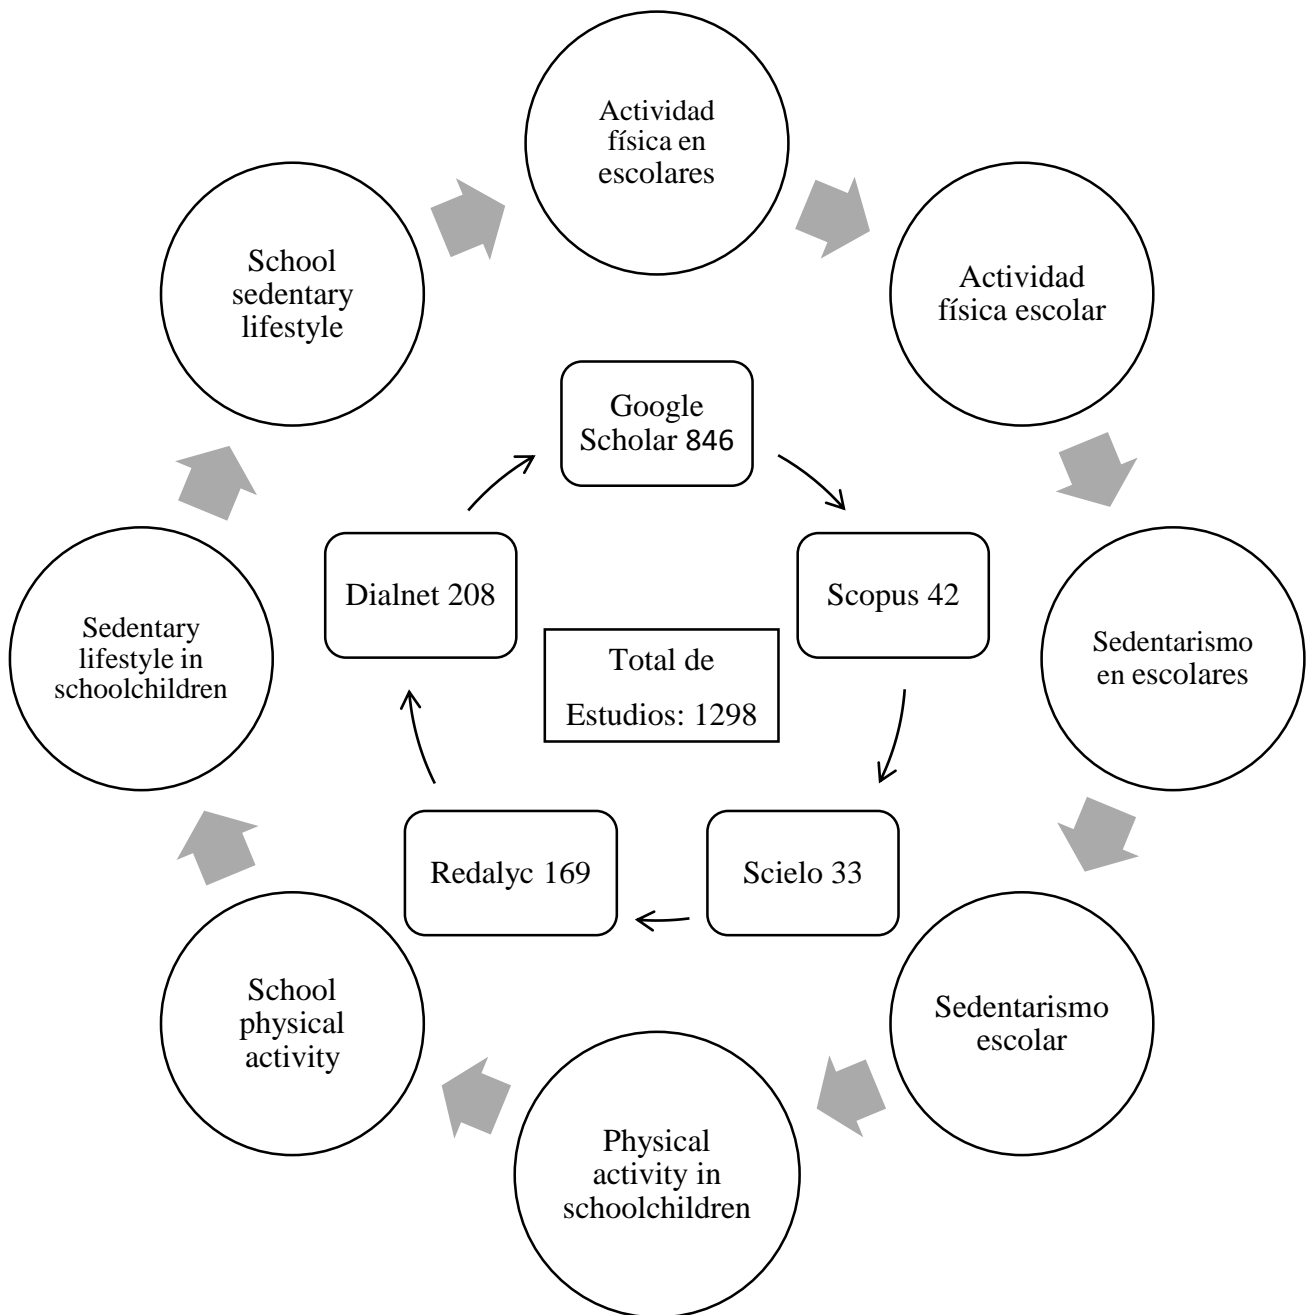 Actividad
física en
escolares
Actividad
física escolar
Sedentarismo
en escolares
Sedentarismo
escolar
Physical
activity in
schoolchildren
School
physical
activity
Sedentary
lifestyle in
schoolchildren
School
sedentary
lifestyle
Google
Scholar 846
Scopus 42
Scielo 33
Redalyc 169
Dialnet 208
Total de
Estudios: 1298